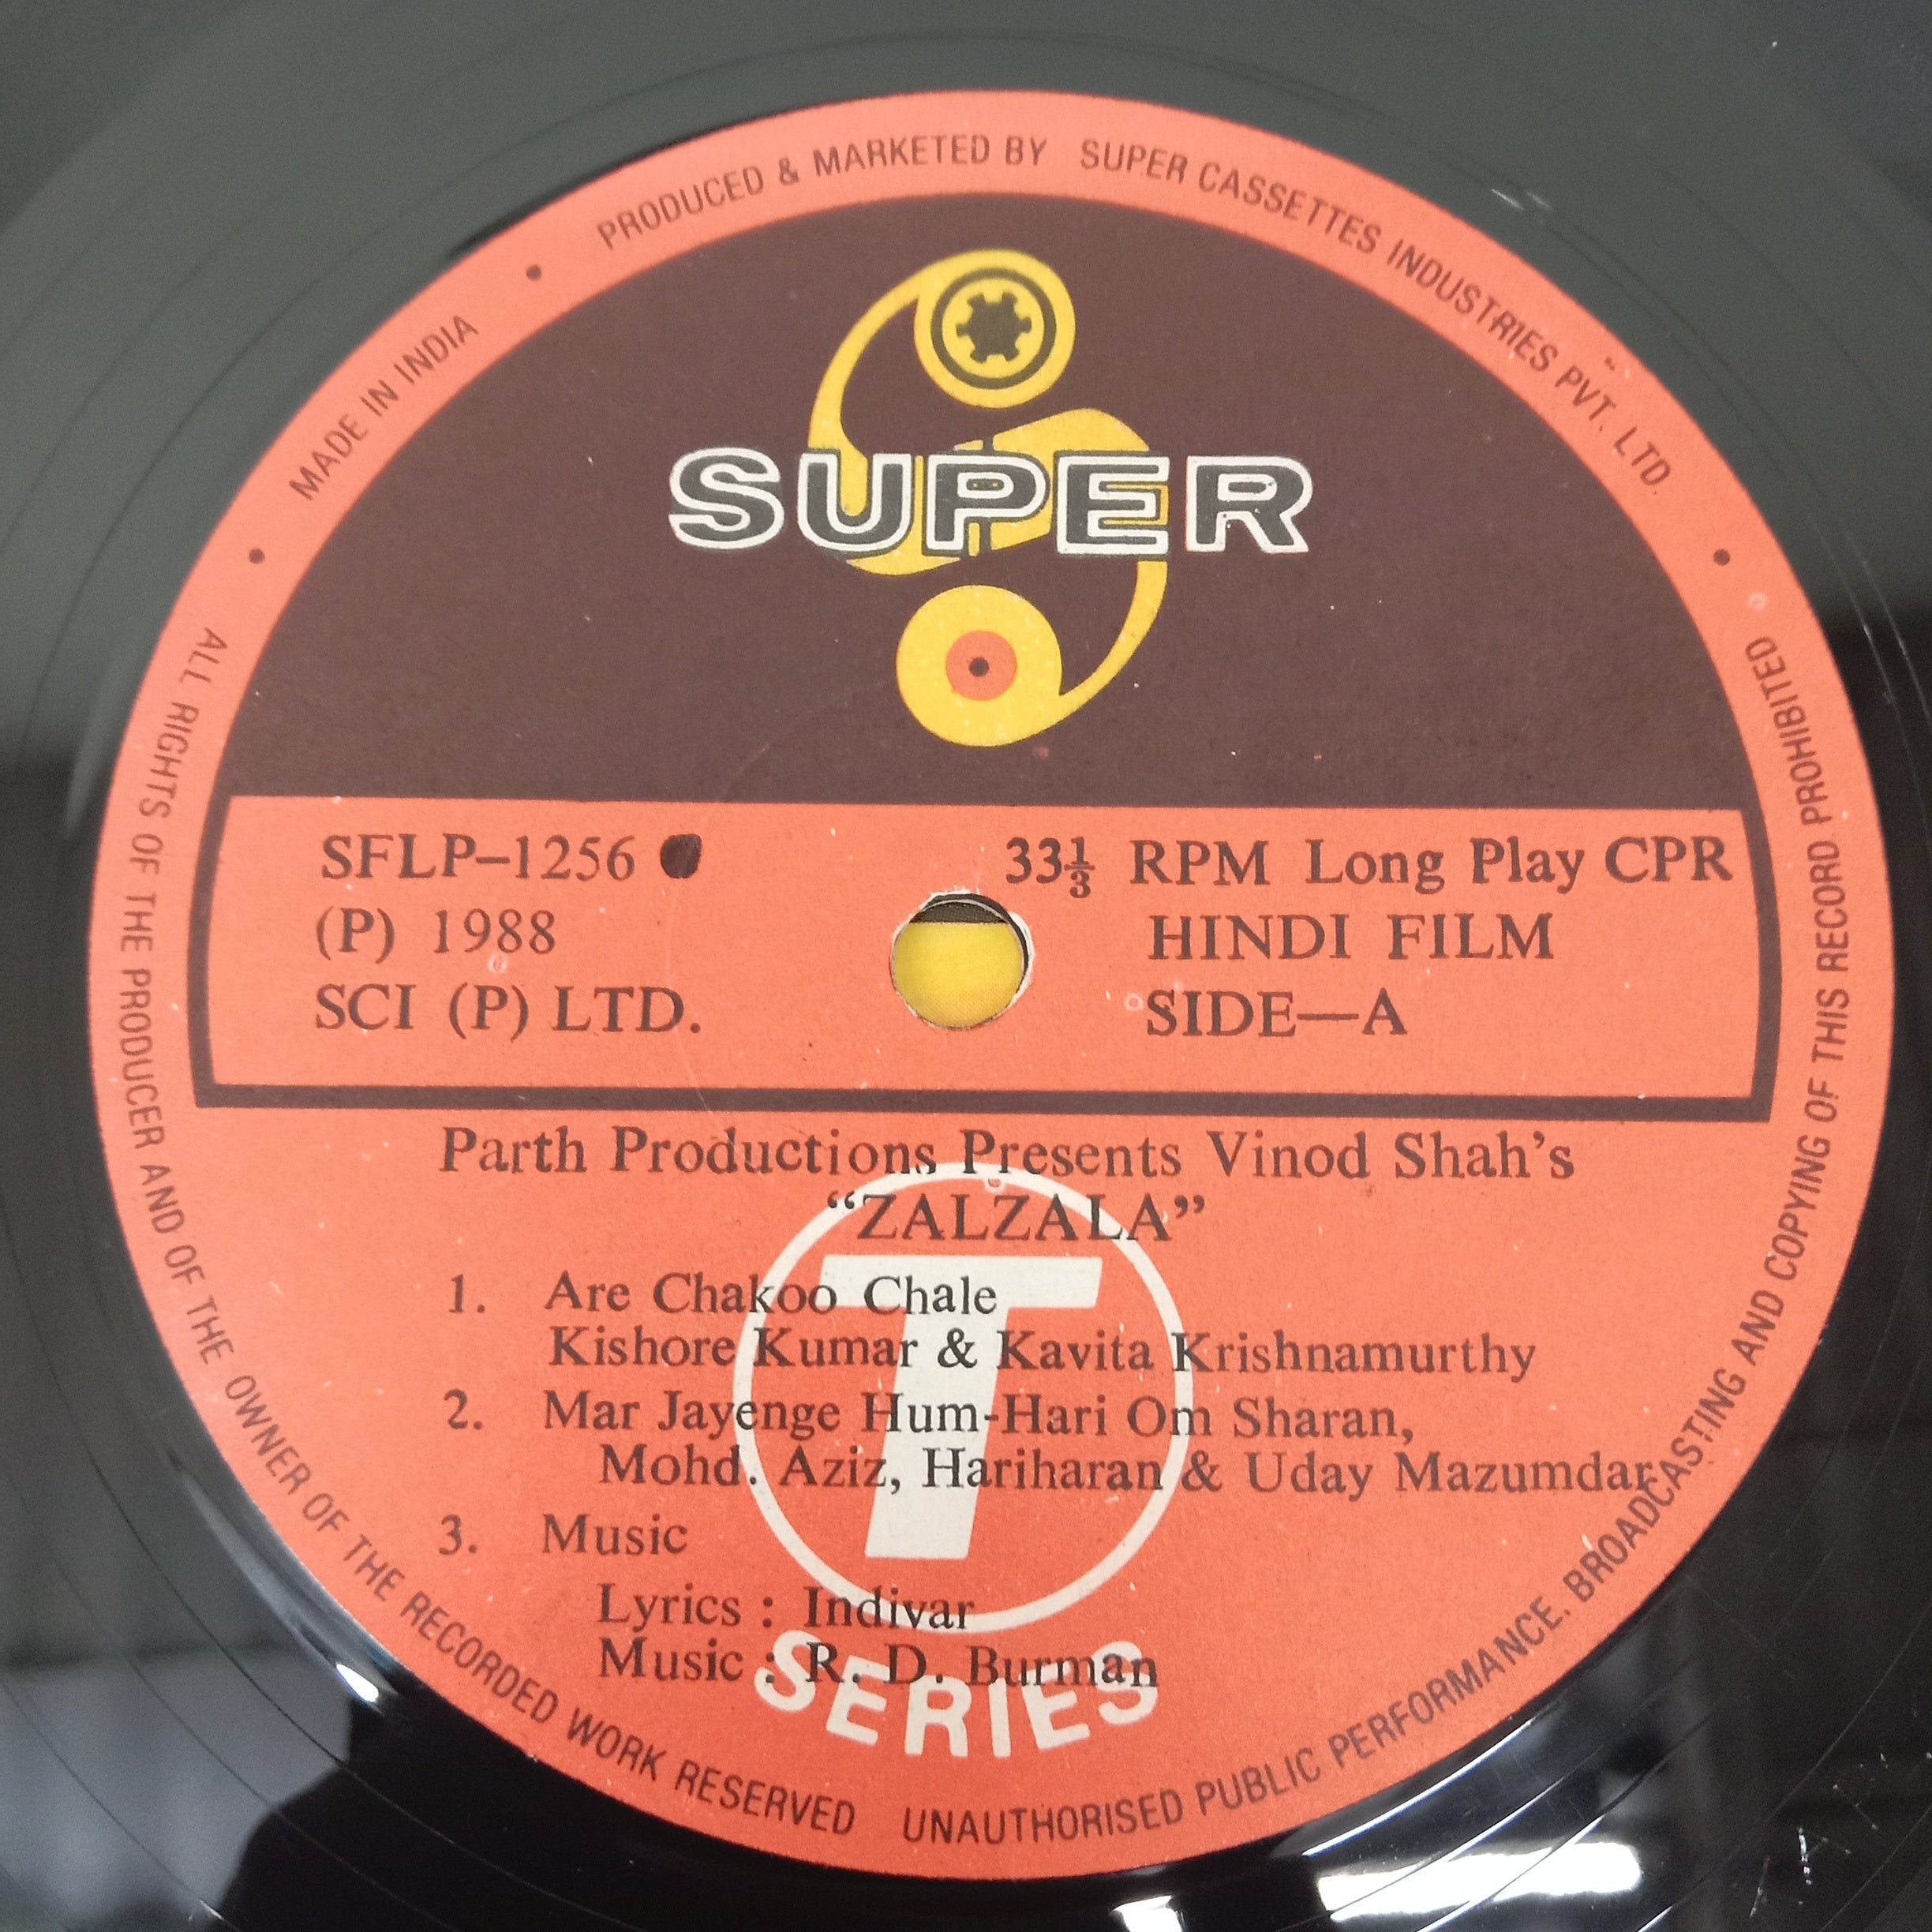 MADE IN INDIA • PRODUCED & MARKETED BY SUPER CASSETTES INDUSTRIES PVT. LTD. •
SUPER
SFLP-1256
33⅓ RPM Long Play CPR
(P) 1988
HINDI FILM
SCI (P) LTD.
SIDE—A
Parth Productions Presents Vinod Shah's
"ZALZALA"
1. Are Chakoo Chale
Kishore Kumar & Kavita Krishnamurthy
2. Mar Jayenge Hum-Hari Om Sharan,
Mohd. Aziz, Hariharan & Uday Mazumdar
3. Music
Lyrics : Indivar
Music : R. D. Burman
T
SERIES
• ALL RIGHTS OF THE PRODUCER AND OF THE OWNER OF THE RECORDED WORK RESERVED UNAUTHORISED PUBLIC PERFORMANCE. BROADCASTING AND COPYING OF THIS RECORD PROHIBITED